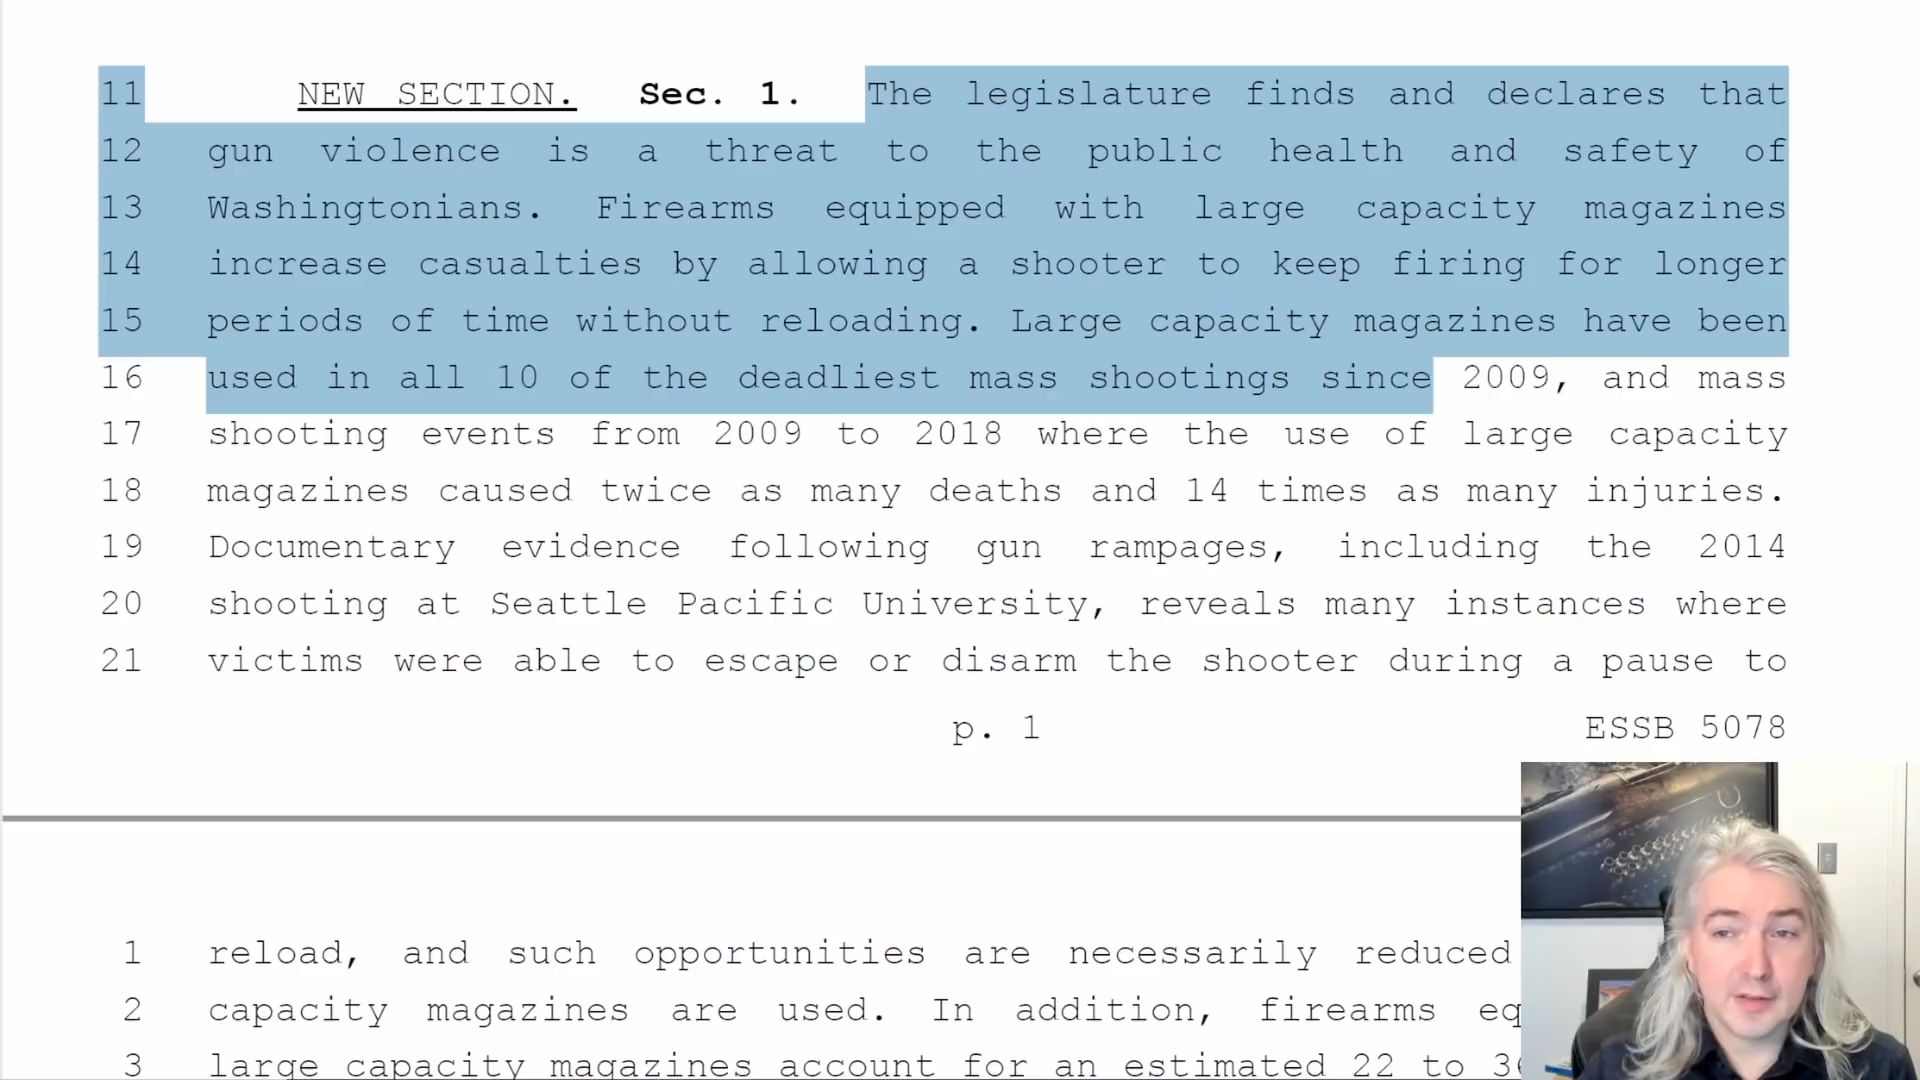 11 NEW SECTION. Sec. 1. The legislature finds and declares that
12 gun violence is a threat to the public health and safety of
13 Washingtonians. Firearms equipped with large capacity magazines
14 increase casualties by allowing a shooter to keep firing for longer
15 periods of time without reloading. Large capacity magazines have been
16 used in all 10 of the deadliest mass shootings since 2009, and mass
17 shooting events from 2009 to 2018 where the use of large capacity
18 magazines caused twice as many deaths and 14 times as many injuries.
19 Documentary evidence following gun rampages, including the 2014
20 shooting at Seattle Pacific University, reveals many instances where
21 victims were able to escape or disarm the shooter during a pause to
p. 1 ESSB 5078
1 reload, and such opportunities are necessarily reduced
2 capacity magazines are used. In addition, firearms
3 large capacity magazines account for an estimated 22 to